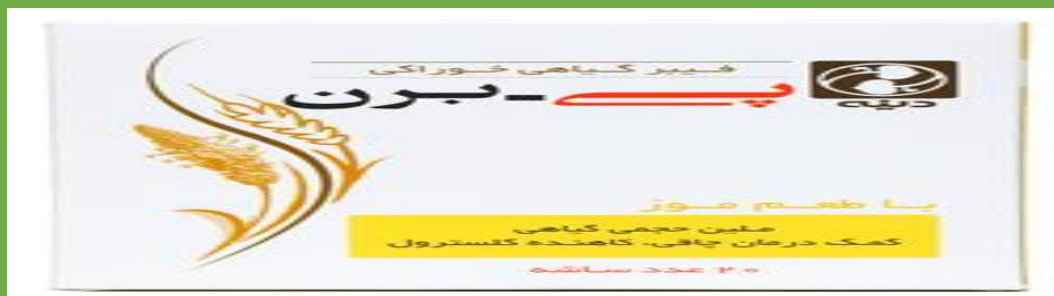 فیبر گیاهی خوراکی
پی-برن
دینه
با طعم موز
ملین حجمی گیاهی
کمک درمان چاقی، کاهنده کلسترول
۲۰ عدد ساشه